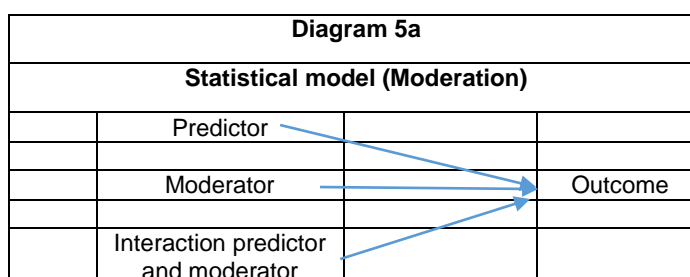 Diagram 5a
Statistical model (Moderation)
Predictor
Moderator
Outcome
Interaction predictor
and moderator